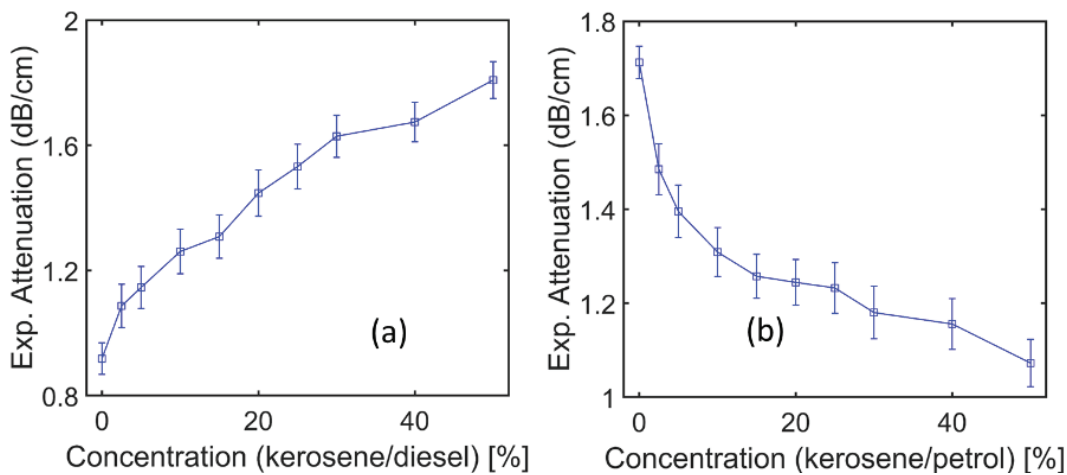 Exp. Attenuation (dB/cm)
2
1.6
1.2
0.8
0
20
40
(a)
Concentration (kerosene/diesel) [%]
Exp. Attenuation (dB/cm)
1.8
1.6
1.4
1.2
1
0
20
40
(b)
Concentration (kerosene/petrol) [%]